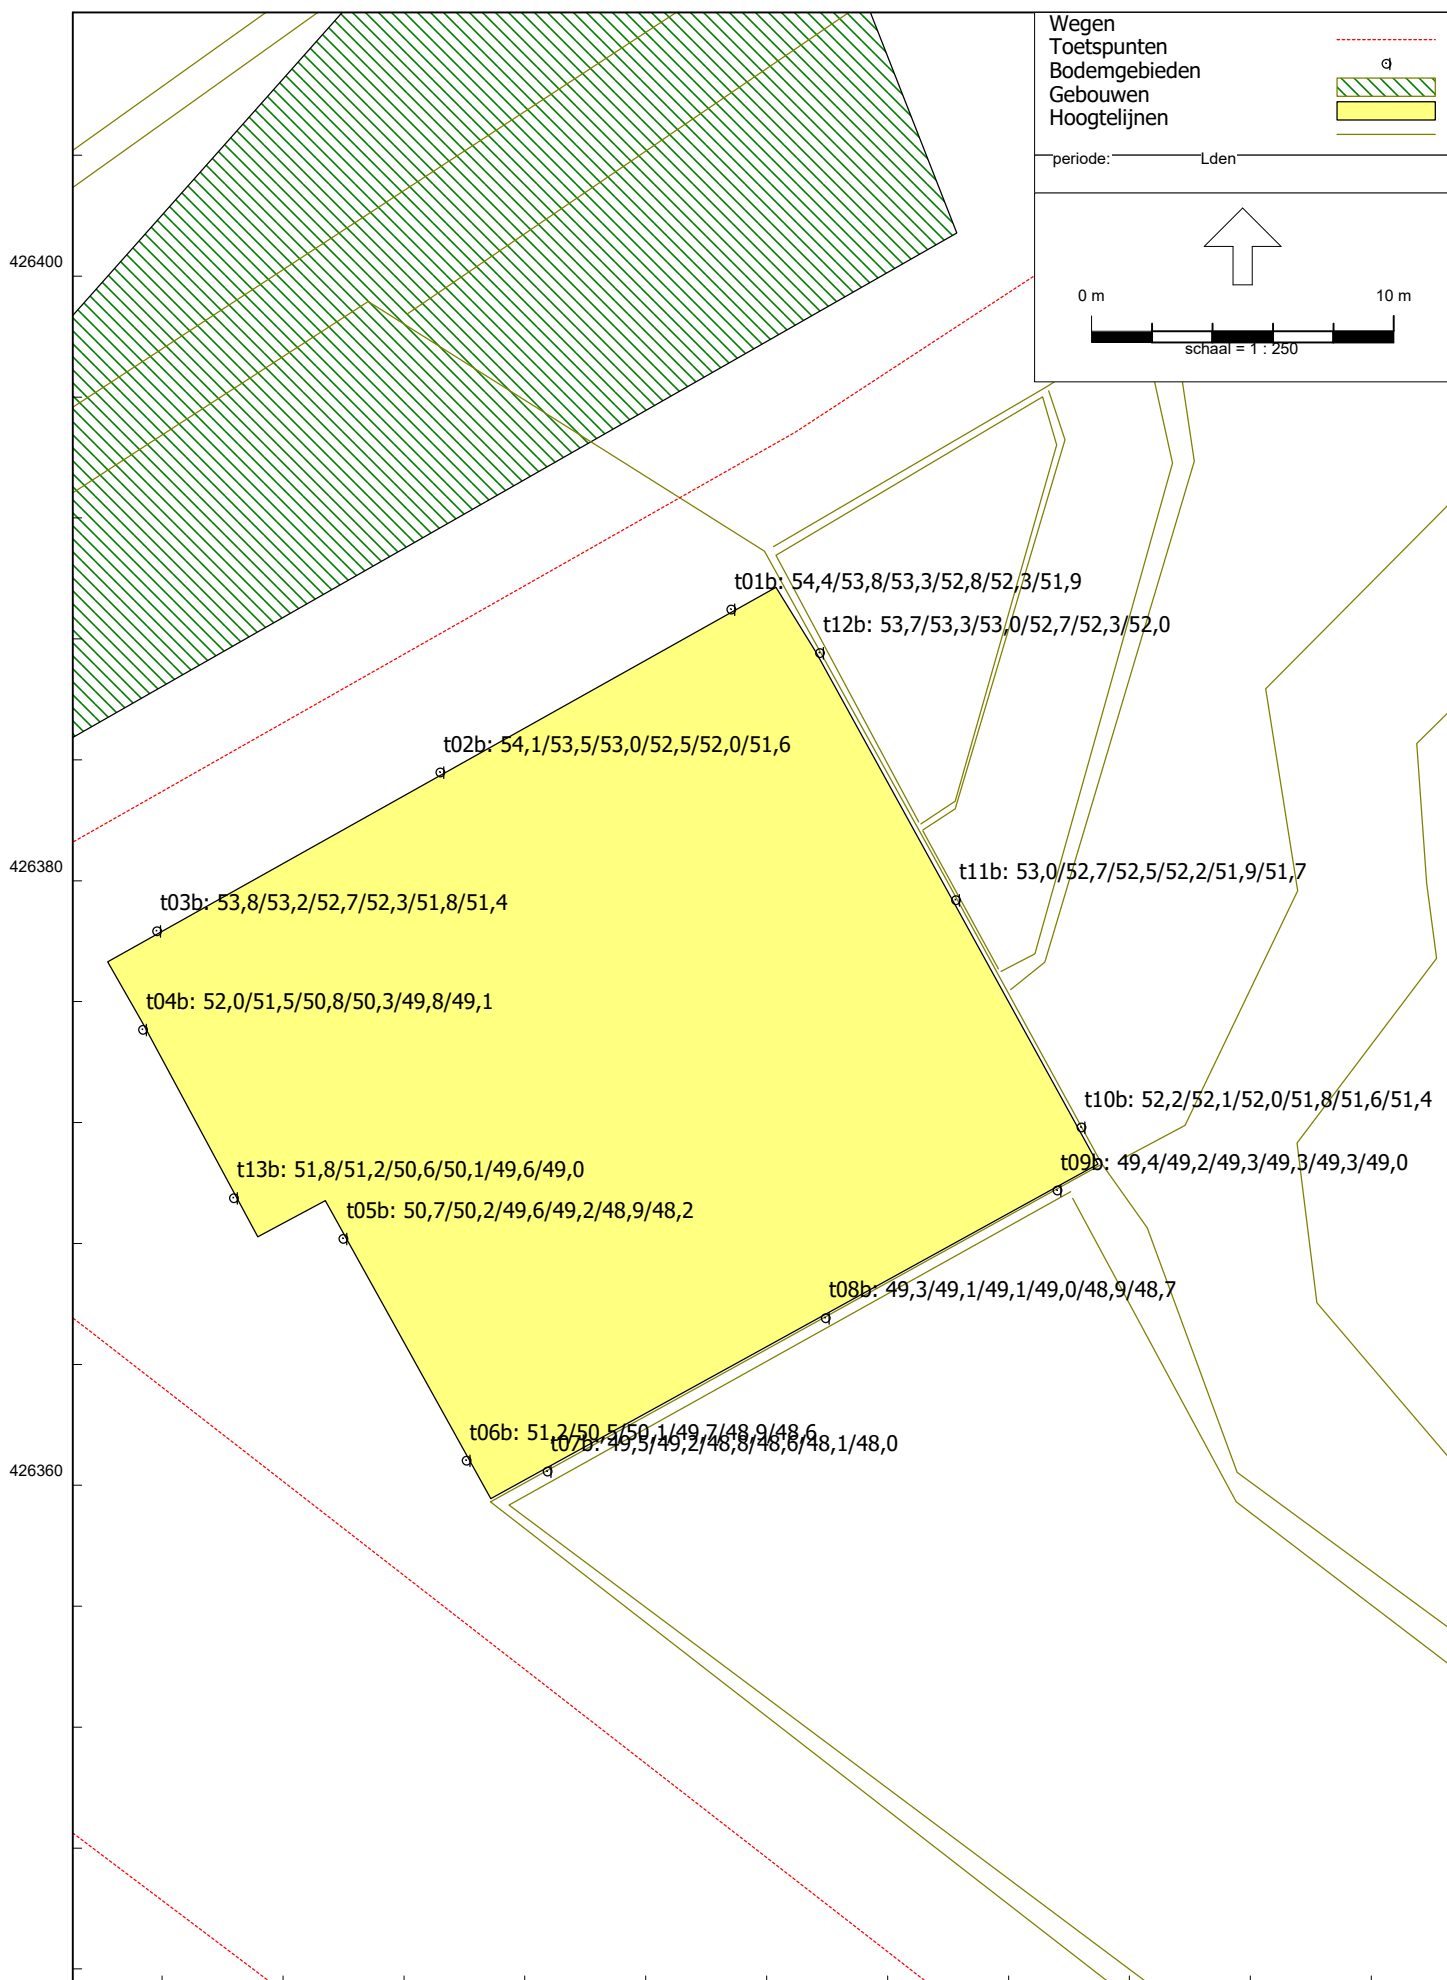 Wegen
Toetspunten
Bodemgebieden
Gebouwen
Hoogtelijnen
periode: Lden
426400
0 m 10 m
schaal = 1 : 250
t01b: 54,4/53,8/53,3/52,8/52,3/51,9
t12b: 53,7/53,3/53,0/52,7/52,3/52,0
t02b: 54,1/53,5/53,0/52,5/52,0/51,6
426380
t11b: 53,0/52,7/52,5/52,2/51,9/51,7
t03b: 53,8/53,2/52,7/52,3/51,8/51,4
t04b: 52,0/51,5/50,8/50,3/49,8/49,1
t10b: 52,2/52,1/52,0/51,8/51,6/51,4
t09b: 49,4/49,2/49,3/49,3/49,3/49,0
t13b: 51,8/51,2/50,6/50,1/49,6/49,0
t05b: 50,7/50,2/49,6/49,2/48,9/48,2
t08b: 49,3/49,1/49,1/49,0/48,9/48,7
t06b: 51,2/50,5/50,1/49,7/48,9/48,6
t07b: 49,5/49,2/48,8/48,6/48,1/48,0
426360